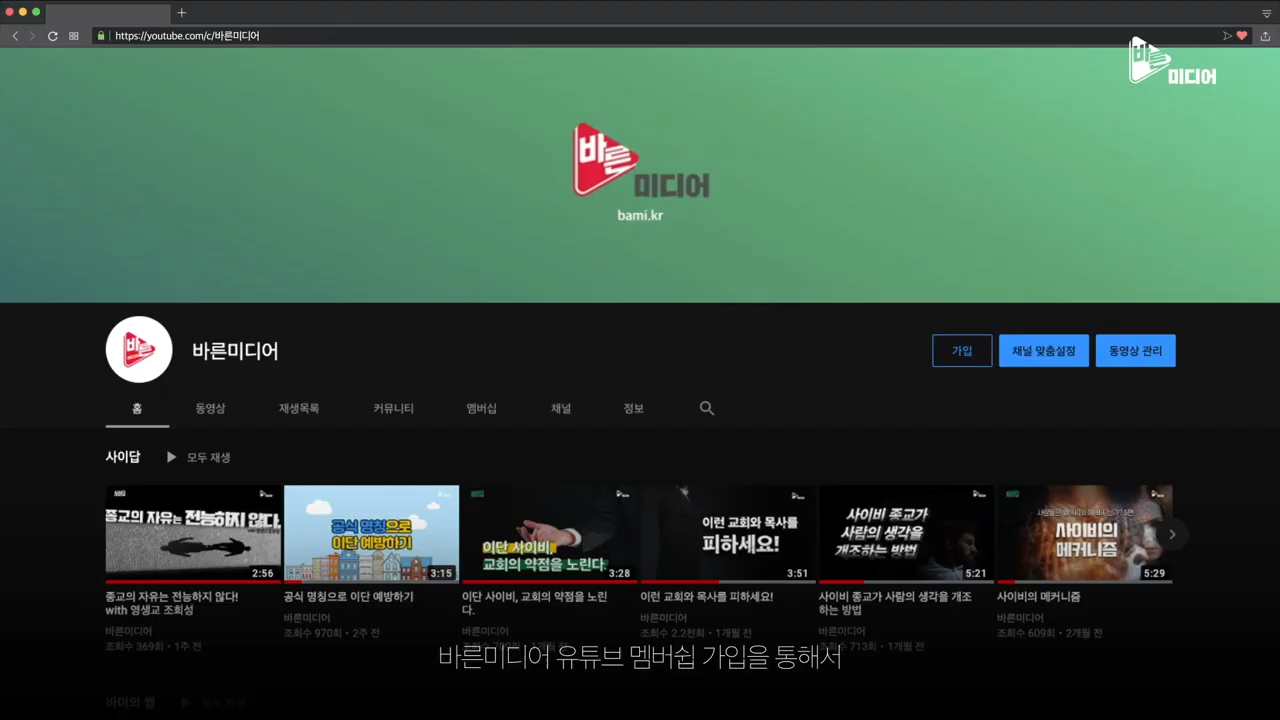 https://youtube.com/c/바른미디어
바른
미디어
바른
미디어
bami.kr
바른
바른미디어
가입
채널 맞춤설정
동영상 관리
홈
동영상
재생목록
커뮤니티
멤버십
채널
정보
사이답
모두 재생
종교의 자유는 전능하지 않다.
2:56
공식 명칭으로
이단 예방하기
3:15
이단 사이비,
교회의 약점을 노린다.
3:28
이런 교회와 목사를
피하세요!
3:51
사이비 종교가
사람의 생각을
개조하는 방법
5:21
사이비의
메커니즘
5:29
종교의 자유는 전능하지 않다!
with 영생교 조희성
바른미디어
조회수 369회 • 1주 전
공식 명칭으로 이단 예방하기
바른미디어
조회수 970회 • 2주 전
이단 사이비, 교회의 약점을 노린
다.
바른미디어
이런 교회와 목사를 피하세요!
바른미디어
조회수 2.2천회 • 1개월 전
사이비 종교가 사람의 생각을 개조
하는 방법
바른미디어
조회수 713회 • 1개월 전
사이비의 메커니즘
바른미디어
조회수 609회 • 2개월 전
바른미디어 유튜브 멤버쉽 가입을 통해서
바미의 썰
모두 재생